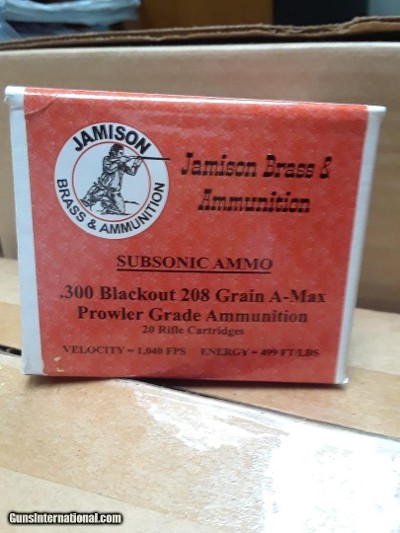 JAMISON
BRASS & AMMUNITION
Jamison Brass &
Ammunition
SUBSONIC AMMO
.300 Blackout 208 Grain A-Max
Prowler Grade Ammunition
20 Rifle Cartridges
VELOCITY = 1,040 FPS ENERGY = 499 FT/LBS
GunsInternational.com